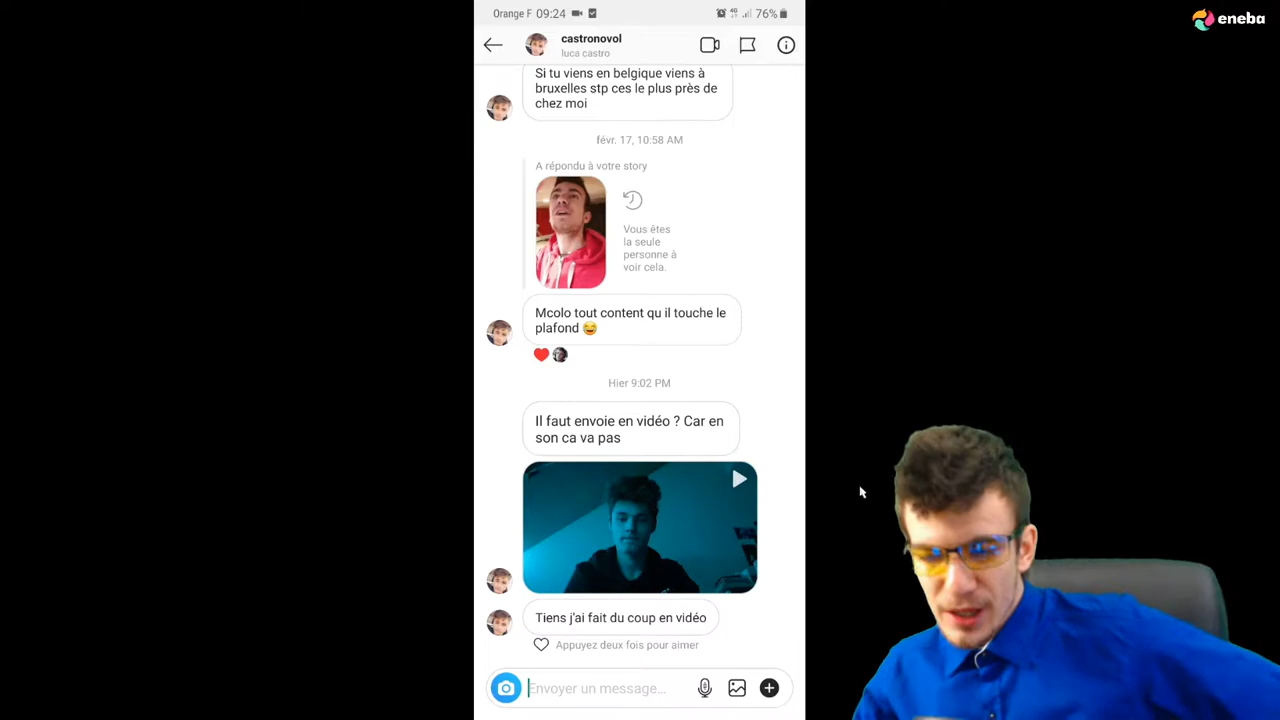 Orange F 09:24
76%
eneba
castronovol
luca castro
Si tu viens en belgique viens à
bruxelles stp ces le plus près de
chez moi
févr. 17, 10:58 AM
A répondu à votre story
Vous êtes
la seule
personne à
voir cela.
Mcolo tout content qu'il touche le
plafond 😂
Hier 9:02 PM
Il faut envoie en vidéo ? Car en
son ca va pas
Tiens j'ai fait du coup en vidéo
Appuyez deux fois pour aimer
Envoyer un message...